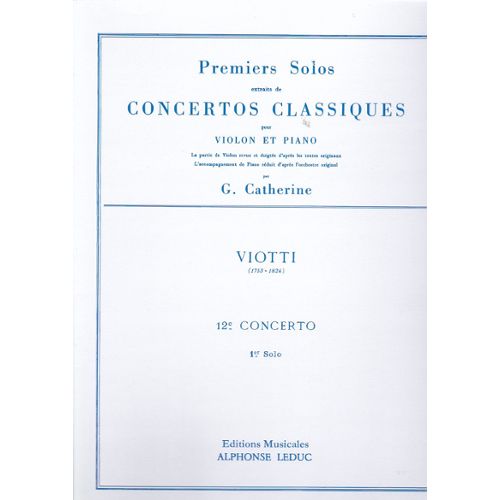 Premiers Solos
extraits de
CONCERTOS CLASSIQUES
pour
VIOLON ET PIANO
La partie de Violon revue et doigtée d'après les textes originaux
L'accompagnement de Piano réduit d'après l'orchestre original
par
G. Catherine
VIOTTI
(1753-1824)
12e CONCERTO
1er Solo
Editions Musicales
ALPHONSE LEDUC